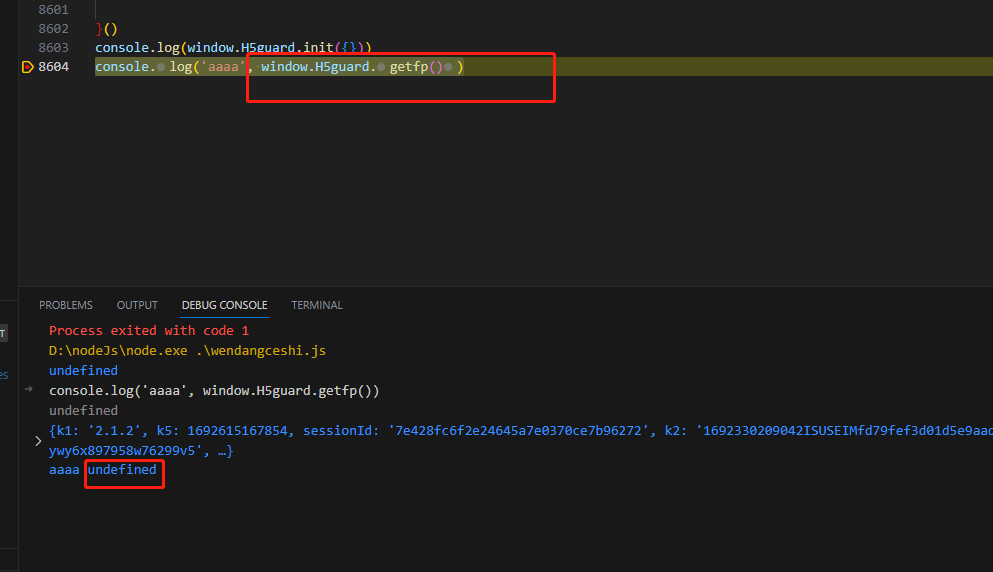 8601
8602 }()
8603 console.log(window.H5guard.init({}))
8604 console. log('aaaa', window.H5guard. getfp() )
PROBLEMS OUTPUT DEBUG CONSOLE TERMINAL
Process exited with code 1
D:\nodeJs\node.exe .\wendangceshi.js
undefined
console.log('aaaa', window.H5guard.getfp())
undefined
{k1: '2.1.2', k5: 1692615167854, sessionId: '7e428fc6f2e24645a7e0370ce7b96272', k2: '1692330209042ISUSEIMfd79fef3d01d5e9aad
ywy6x897958w76299v5', …}
aaaa undefined
T
es